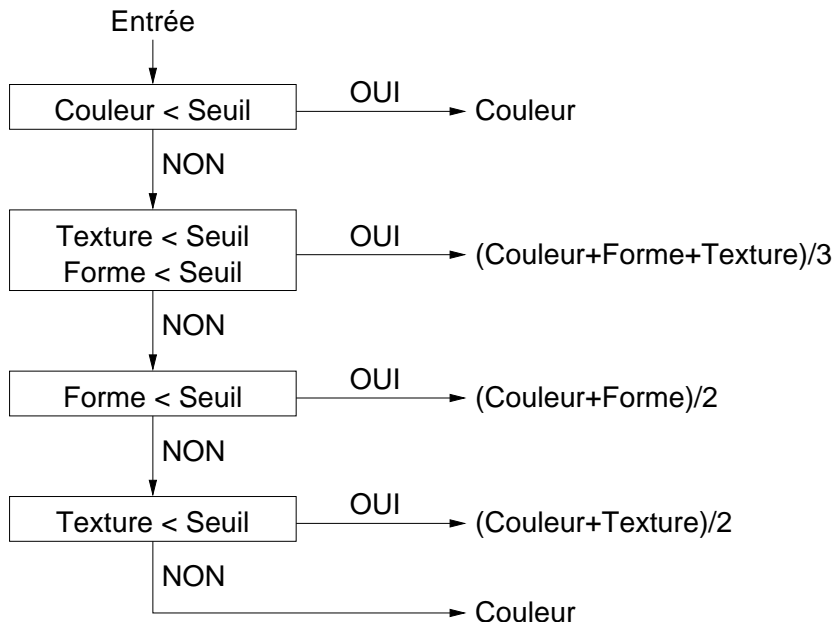 Entrée
Couleur < Seuil
OUI
Couleur
NON
Texture < Seuil
Forme < Seuil
OUI
(Couleur+Forme+Texture)/3
NON
Forme < Seuil
OUI
(Couleur+Forme)/2
NON
Texture < Seuil
OUI
(Couleur+Texture)/2
NON
Couleur